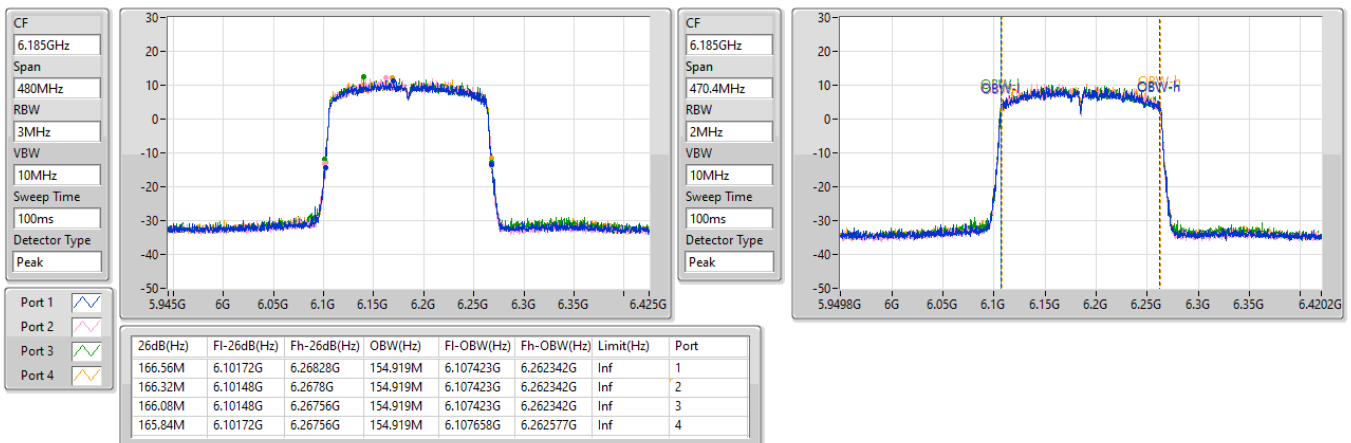 CF
6.185GHz
Span
480MHz
RBW
3MHz
VBW
10MHz
Sweep Time
100ms
Detector Type
Peak
30
20
10
0
-10
-20
-30
-40
-50
5.945G 6G 6.05G 6.1G 6.15G 6.2G 6.25G 6.3G 6.35G 6.425G
CF
6.185GHz
Span
470.4MHz
RBW
2MHz
VBW
10MHz
Sweep Time
100ms
Detector Type
Peak
30
20
10
0
-10
-20
-30
-40
-50
OBW-l OBW-h
5.9498G 6G 6.05G 6.1G 6.15G 6.2G 6.25G 6.3G 6.35G 6.4202G
Port 1
Port 2
Port 3
Port 4
26dB(Hz) Fl-26dB(Hz) Fh-26dB(Hz) OBW(Hz) Fl-OBW(Hz) Fh-OBW(Hz) Limit(Hz) Port
166.56M 6.10172G 6.26828G 154.919M 6.107423G 6.262342G Inf 1
166.32M 6.10148G 6.2678G 154.919M 6.107423G 6.262342G Inf 2
166.08M 6.10148G 6.26756G 154.919M 6.107423G 6.262342G Inf 3
165.84M 6.10172G 6.26756G 154.919M 6.107658G 6.262577G Inf 4